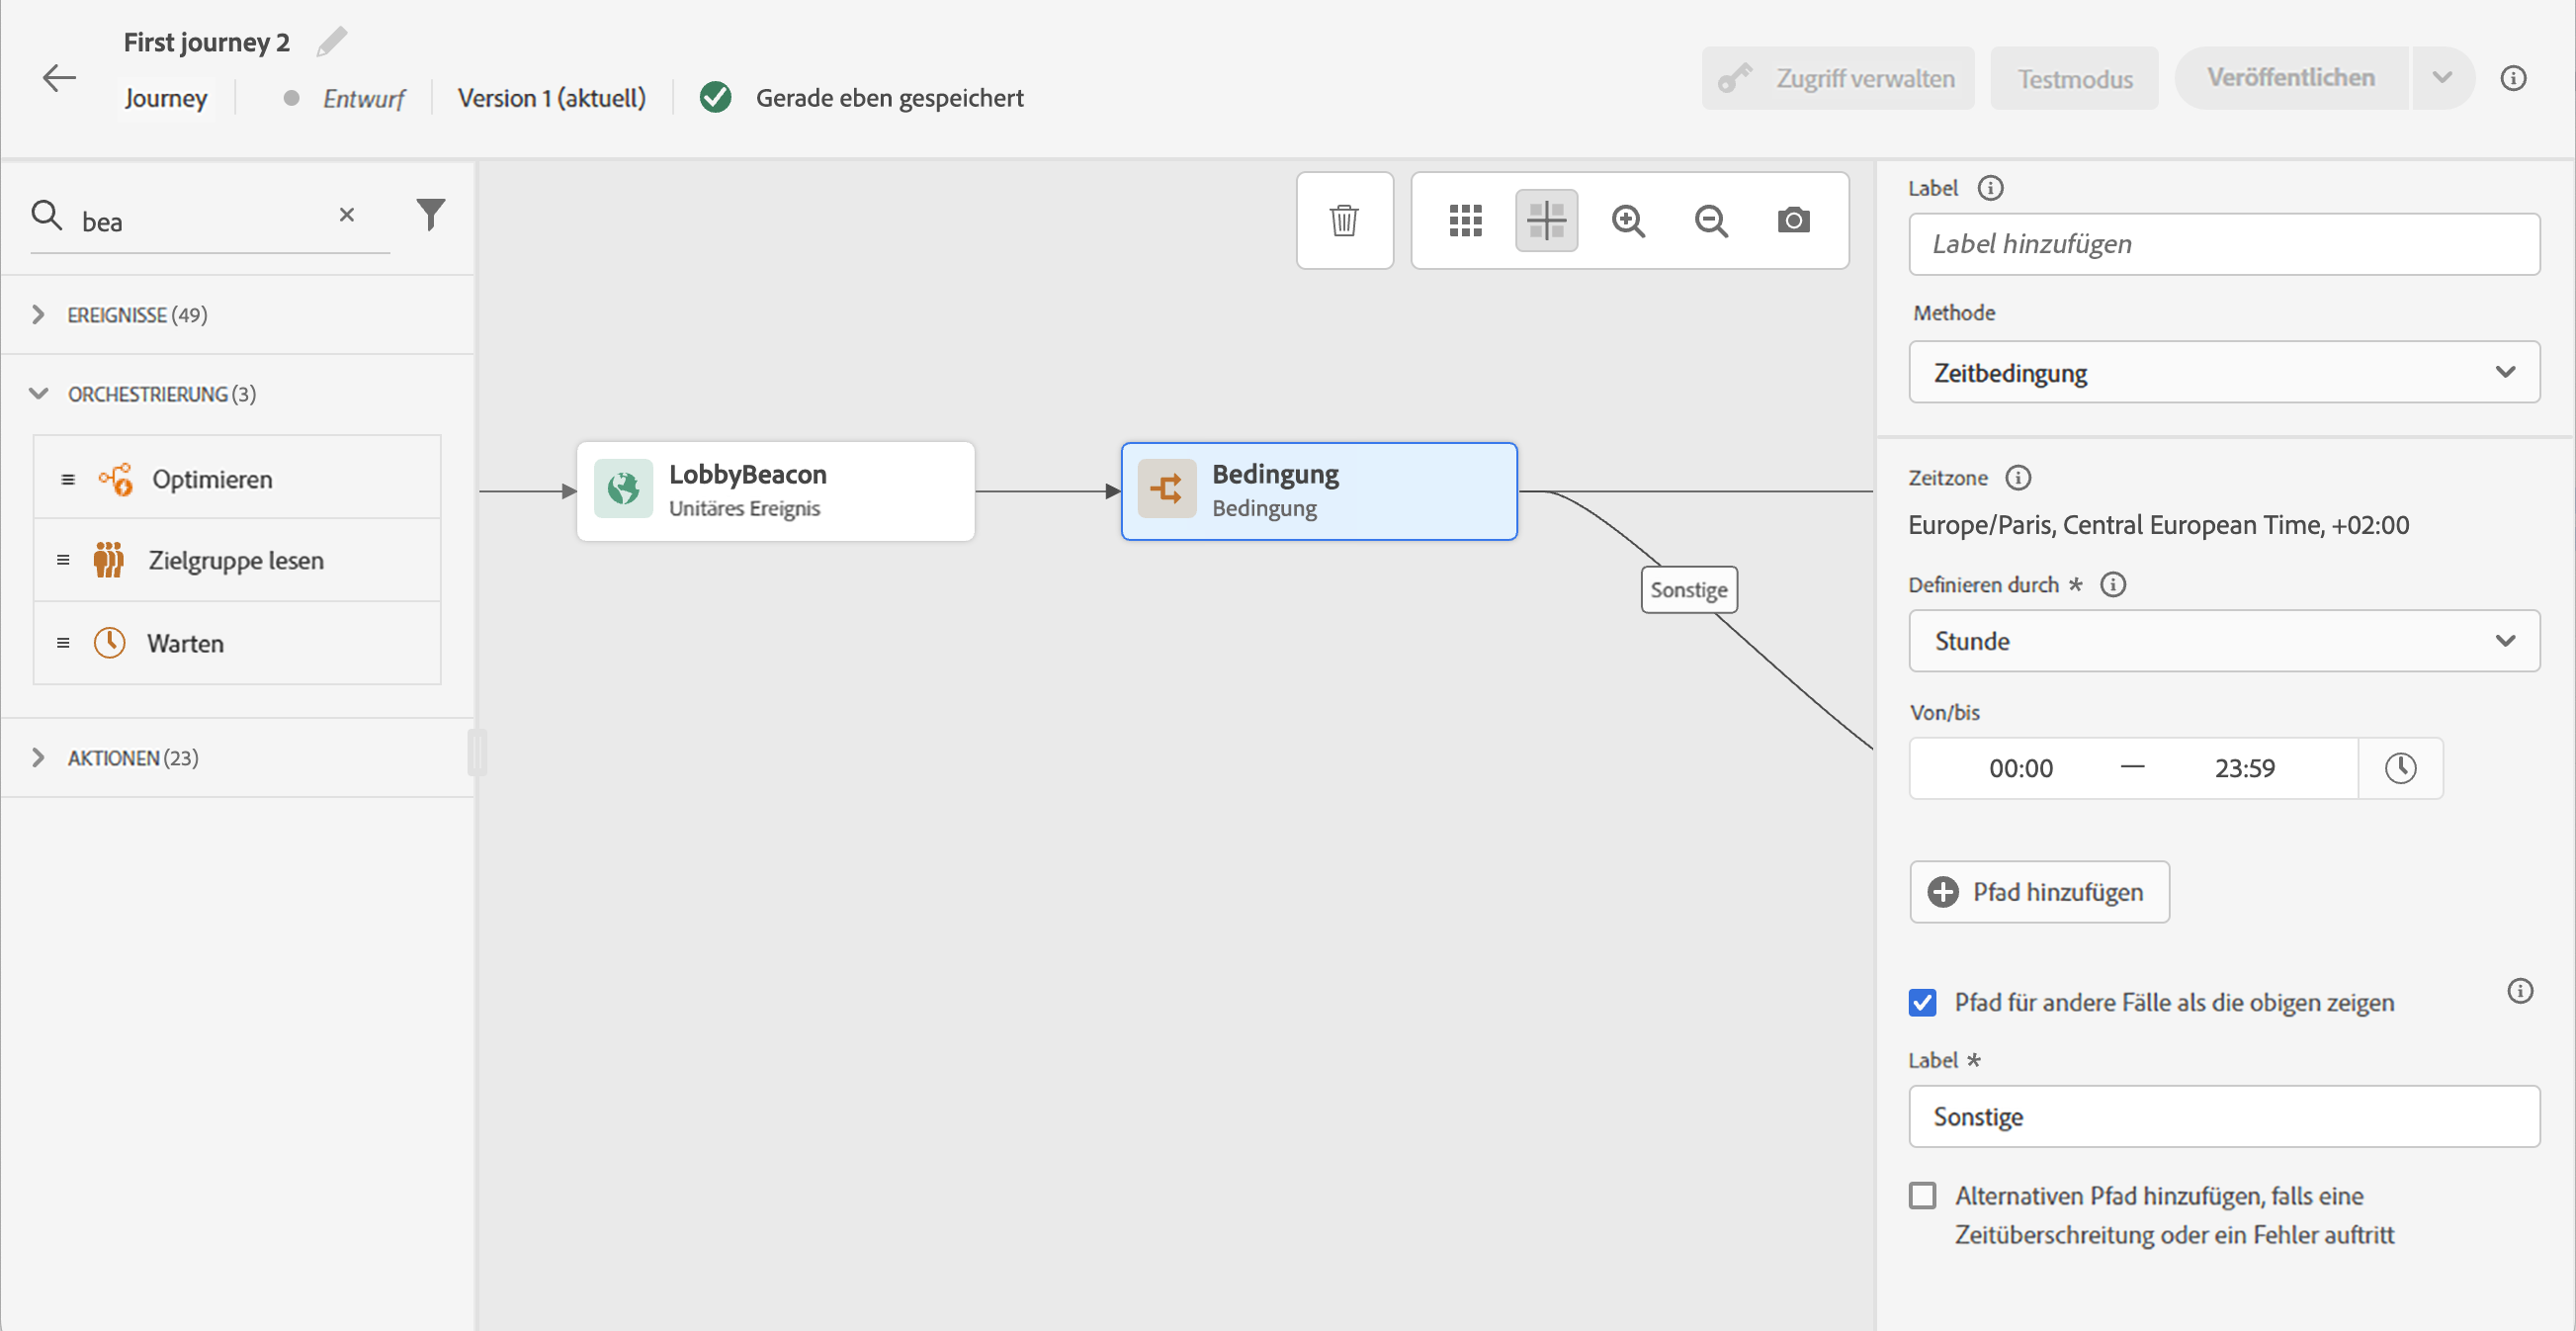 First journey 2
Journey
Entwurf
Version 1 (aktuell)
Gerade eben gespeichert
Zugriff verwalten
Testmodus
Veröffentlichen
bea
EREIGNISSE (49)
ORCHESTRIERUNG (3)
Optimieren
Zielgruppe lesen
Warten
AKTIONEN (23)
LobbyBeacon
Unitäres Ereignis
Bedingung
Bedingung
Sonstige
Label
Label hinzufügen
Methode
Zeitbedingung
Zeitzone
Europe/Paris, Central European Time, +02:00
Definieren durch *
Stunde
Von/bis
00:00 — 23:59
Pfad hinzufügen
Pfad für andere Fälle als die obigen zeigen
Label *
Sonstige
Alternativen Pfad hinzufügen, falls eine
Zeitüberschreitung oder ein Fehler auftritt